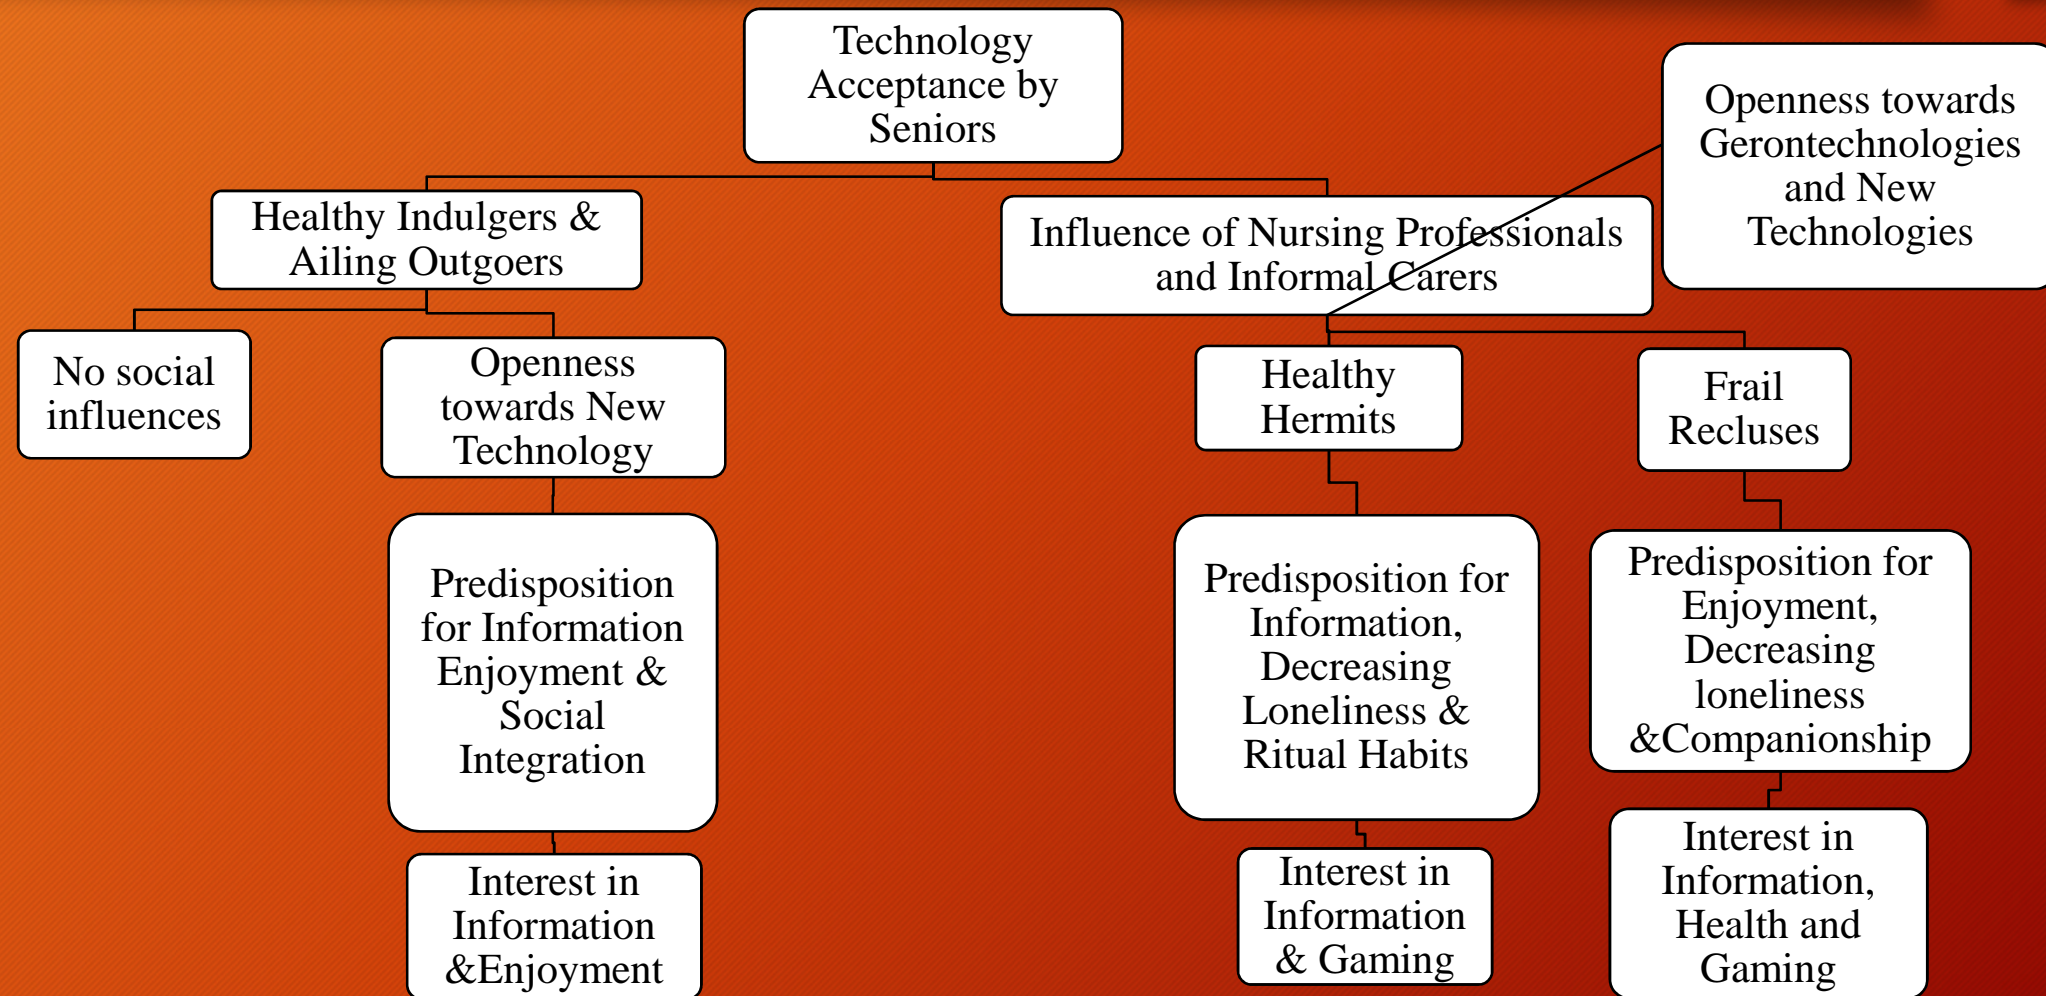 Technology
Acceptance by
Seniors
Openness towards
Gerontechnologies
and New
Technologies
Healthy Indulgers &
Ailing Outgoers
Influence of Nursing Professionals
and Informal Carers
No social
influences
Openness
towards New
Technology
Healthy
Hermits
Frail
Recluses
Predisposition
for Information
Enjoyment &
Social
Integration
Predisposition for
Information,
Decreasing
Loneliness &
Ritual Habits
Predisposition for
Enjoyment,
Decreasing
loneliness
&Companionship
Interest in
Information
&Enjoyment
Interest in
Information
& Gaming
Interest in
Information,
Health and
Gaming